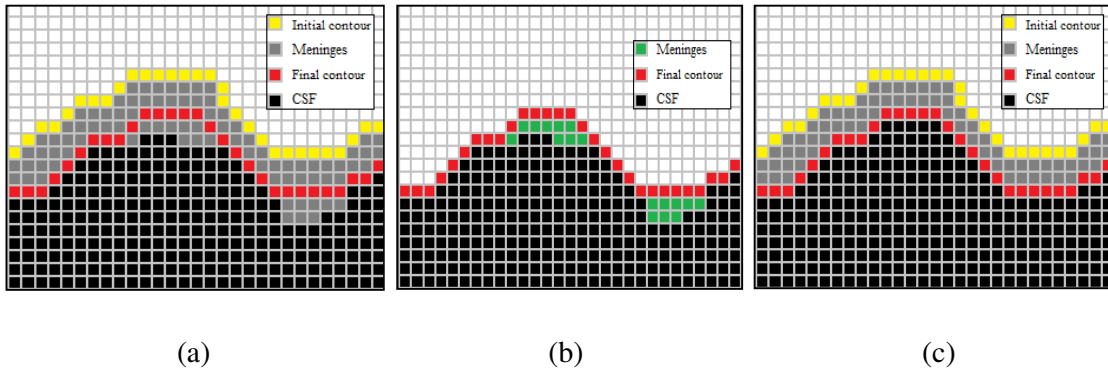 Initial contour
Meninges
Final contour
CSF
Meninges
Final contour
CSF
Initial contour
Meninges
Final contour
CSF
(a)
(b)
(c)